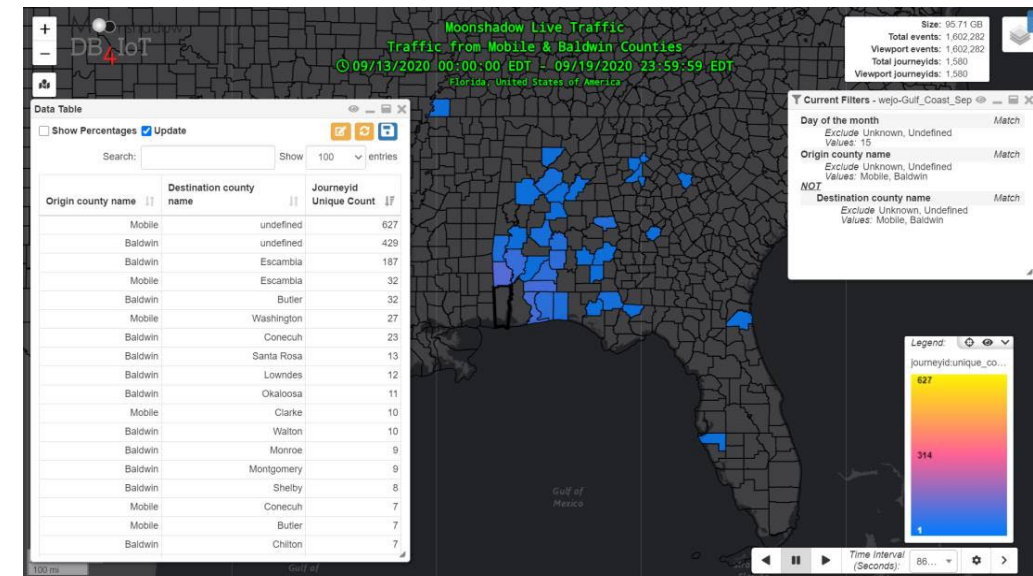 +
−
Moonshadow
DB4IoT
Moonshadow Live Traffic
Traffic from Mobile & Baldwin Counties
09/13/2020 00:00:00 EDT - 09/19/2020 23:59:59 EDT
Florida, United States of America
Size: 95.71 GB
Total events: 1,602,282
Viewport events: 1,602,282
Total journeyids: 1,580
Viewport journeyids: 1,580
Data Table
Show Percentages Update
Search: Show 100 entries
Origin county name Destination county name Journeyid Unique Count
Mobile undefined 627
Baldwin undefined 429
Baldwin Escambia 187
Mobile Escambia 32
Baldwin Butler 32
Mobile Washington 27
Baldwin Conecuh 23
Baldwin Santa Rosa 13
Baldwin Lowndes 12
Baldwin Okaloosa 11
Mobile Clarke 10
Baldwin Walton 10
Baldwin Monroe 9
Baldwin Montgomery 9
Baldwin Shelby 8
Mobile Conecuh 7
Mobile Butler 7
Baldwin Chilton 7
Current Filters - wejo-Gulf_Coast_Sep
Day of the month Match
Exclude Unknown, Undefined
Values: 15
Origin county name Match
Exclude Unknown, Undefined
Values: Mobile, Baldwin
NOT
Destination county name Match
Exclude Unknown, Undefined
Values: Mobile, Baldwin
Legend:
journeyid:unique_co...
627
314
1
Gulf of
Mexico
100 mi
Gulf of
Time Interval
(Seconds): 86...